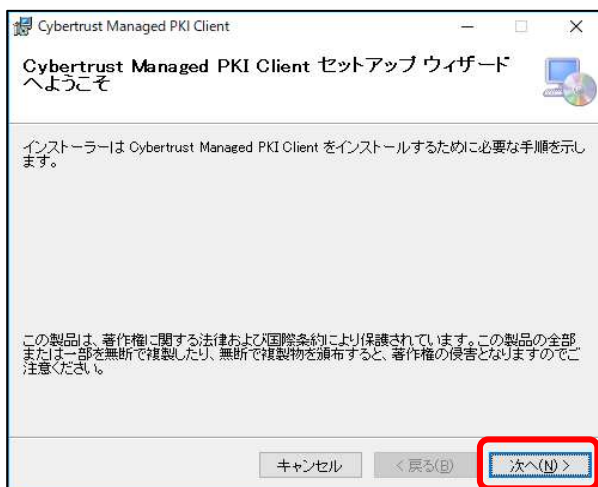 Cybertrust Managed PKI Client
Cybertrust Managed PKI Client セットアップ ウィザード
へようこそ
インストーラーは Cybertrust Managed PKI Client をインストールするために必要な手順を示し
ます。
この製品は、著作権に関する法律および国際条約により保護されています。この製品の全部
または一部を無断で複製したり、無断で複製物を頒布すると、著作権の侵害となりますのでご
注意ください。
キャンセル
< 戻る(B)
次へ(N) >